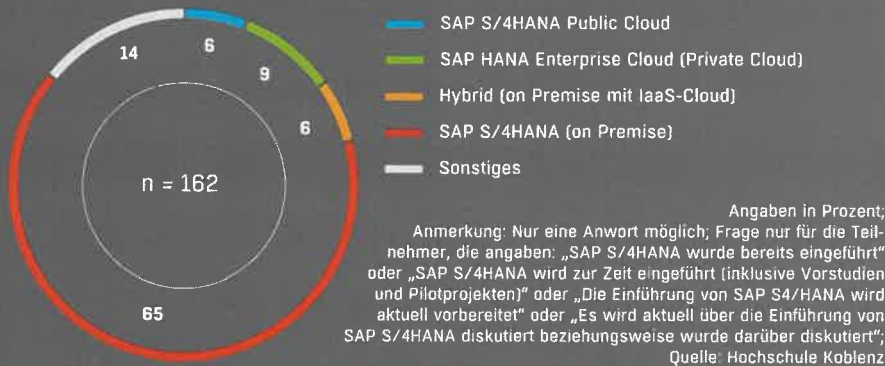 14
6
9
6
n = 162
65
SAP S/4HANA Public Cloud
SAP HANA Enterprise Cloud (Private Cloud)
Hybrid (on Premise mit IaaS-Cloud)
SAP S/4HANA (on Premise)
Sonstiges
Angaben in Prozent;
Anmerkung: Nur eine Anwort möglich; Frage nur für die Teil-
nehmer, die angaben: „SAP S/4HANA wurde bereits eingeführt“
oder „SAP S/4HANA wird zur Zeit eingeführt (inklusive Vorstudien
und Pilotprojekten)“ oder „Die Einführung von SAP S4/HANA wird
aktuell vorbereitet“ oder „Es wird aktuell über die Einführung von
SAP S/4HANA diskutiert beziehungsweise wurde darüber diskutiert“;
Quelle: Hochschule Koblenz